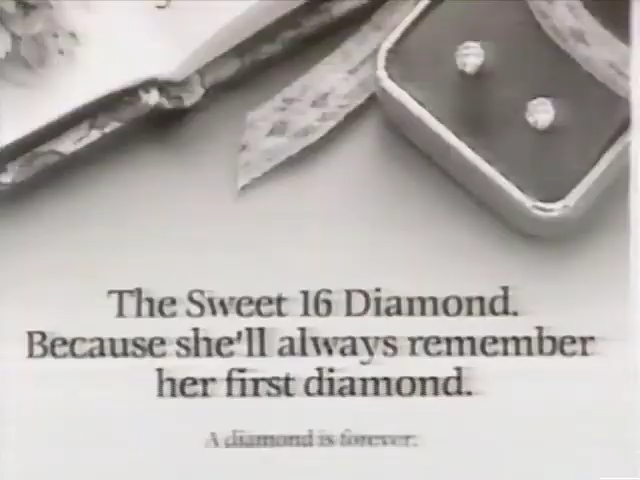 The Sweet 16 Diamond.
Because she'll always remember
her first diamond.
A diamond is forever.